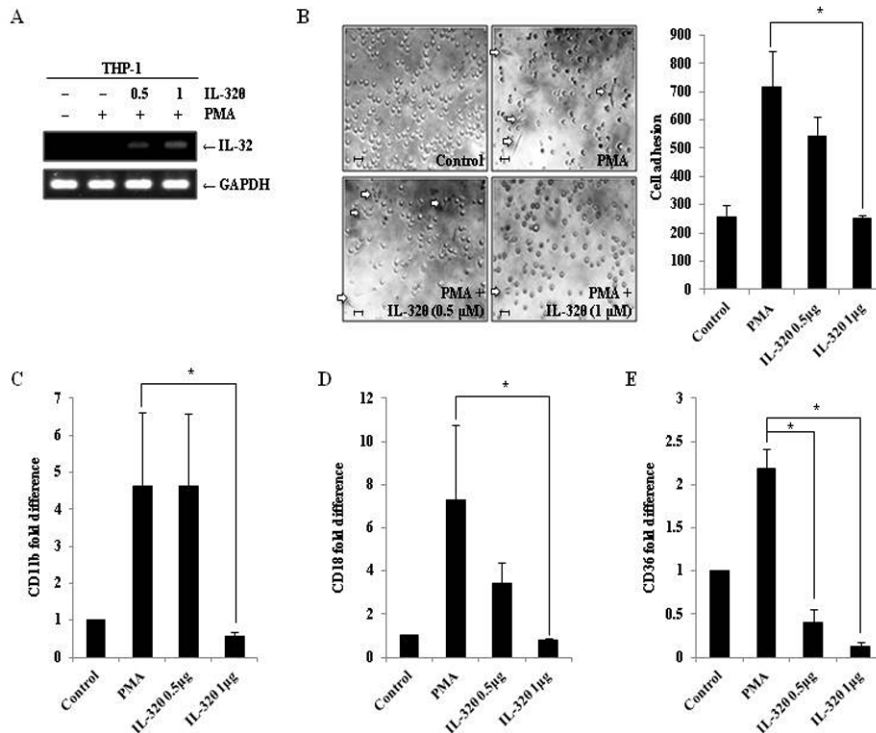 A
THP-1
– – 0.5 1 IL-32θ
– + + + PMA
←IL-32
←GAPDH
B
Control
PMA
PMA +
IL-32θ (0.5 μM)
PMA +
IL-32θ (1 μM)
*
Cell adhesion
900
800
700
600
500
400
300
200
100
0
Control
PMA
IL-32θ 0.5μg
IL-32θ 1μg
C
*
CD11b fold difference
7
6
5
4
3
2
1
0
Control
PMA
IL-32θ 0.5μg
IL-32θ 1μg
D
*
CD18 fold difference
12
10
8
6
4
2
0
Control
PMA
IL-32θ 0.5μg
IL-32θ 1μg
E
*
*
CD36 fold difference
3
2.5
2
1.5
1
0.5
0
Control
PMA
IL-32θ 0.5μg
IL-32θ 1μg